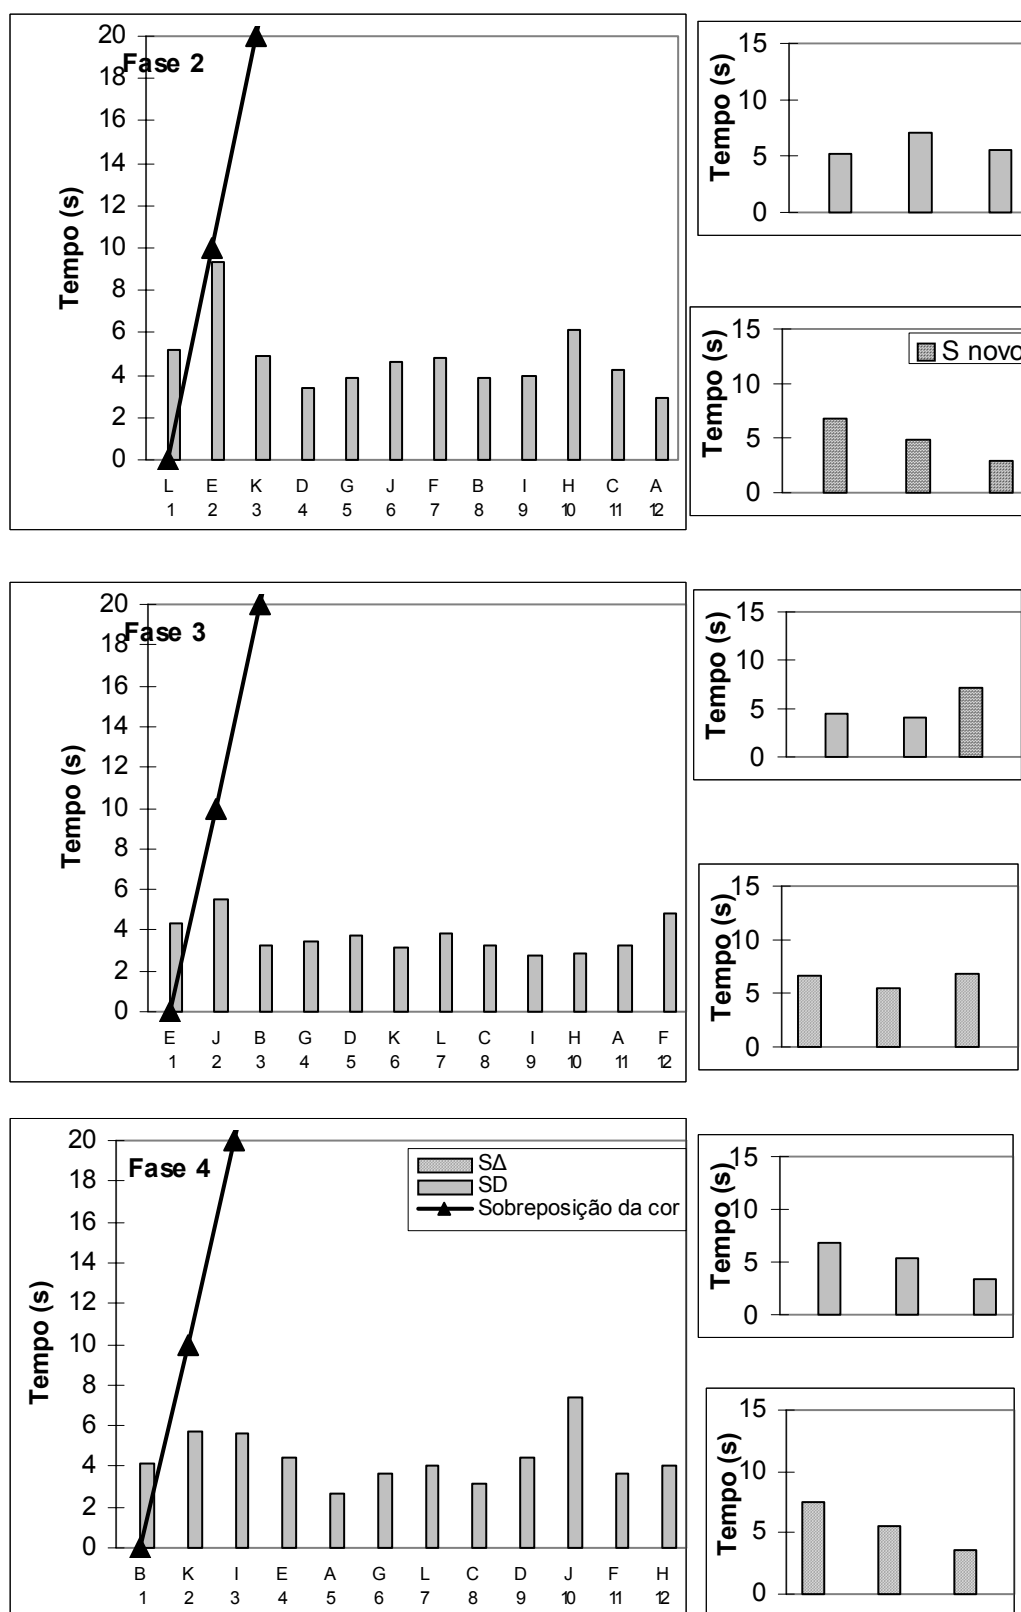 Fase 2
Tempo (s)
20
18
16
14
12
10
8
6
4
2
0
L E K D G J F B I H C A
1 2 3 4 5 6 7 8 9 10 11 12
Tempo (s)
15
10
5
0
Tempo (s)
15
10
5
0
S novo
Fase 3
Tempo (s)
20
18
16
14
12
10
8
6
4
2
0
E J B G D K L C I H A F
1 2 3 4 5 6 7 8 9 10 11 12
Tempo (s)
15
10
5
0
Tempo (s)
15
10
5
0
Fase 4
SΔ
SD
Sobreposição da cor
Tempo (s)
20
18
16
14
12
10
8
6
4
2
0
B K I E A G L C D J F H
1 2 3 4 5 6 7 8 9 10 11 12
Tempo (s)
15
10
5
0
Tempo (s)
15
10
5
0